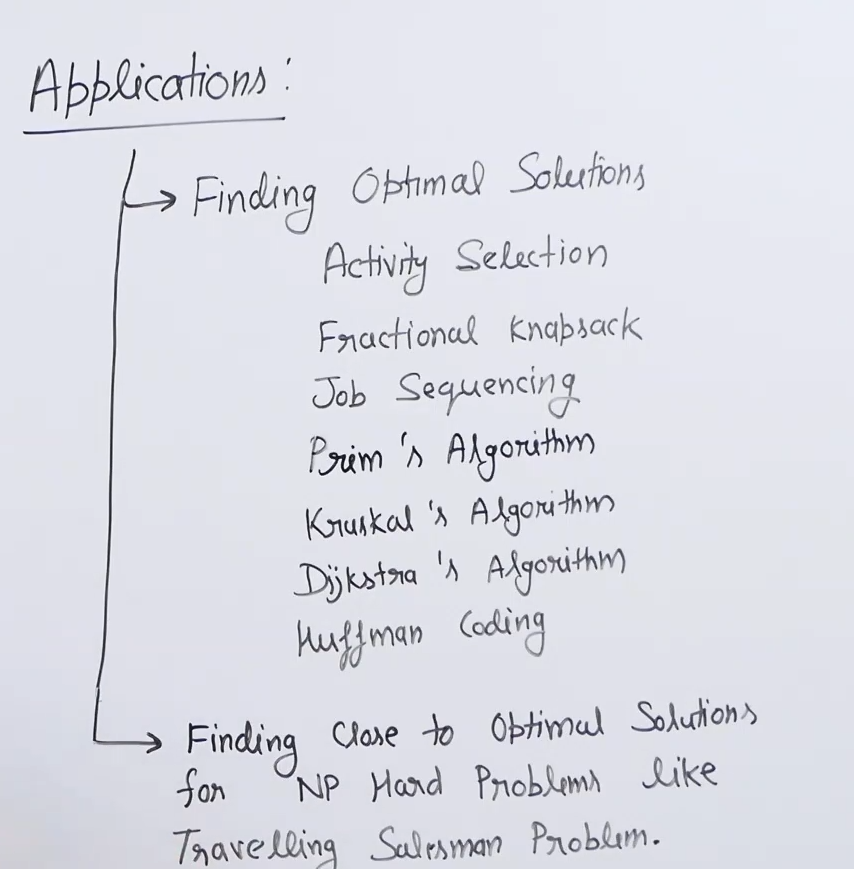 Applications:
Finding Optimal Solutions
Activity Selection
Fractional Knapsack
Job Sequencing
Prim's Algorithm
Kruskal's Algorithm
Dijkstra's Algorithm
Huffman Coding
Finding Close to Optimal Solutions
for NP Hard Problems like
Travelling Salesman Problem.